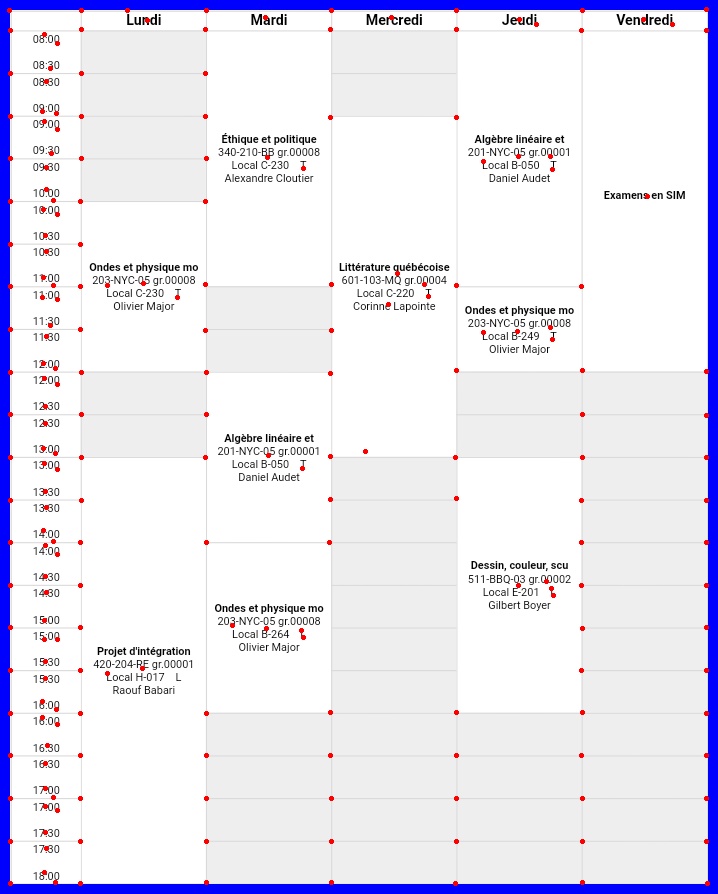 Lundi Mardi Mercredi Jeudi Vendredi
08:00
08:30
08:30
09:00
09:00
09:30
09:30
10:00
10:00
10:30
10:30
11:00
11:00
11:30
11:30
12:00
12:00
12:30
12:30
13:00
13:00
13:30
13:30
14:00
14:00
14:30
14:30
15:00
15:00
15:30
15:30
16:00
16:00
16:30
16:30
17:00
17:00
17:30
17:30
18:00
Ondes et physique mo
203-NYC-05 gr.00008
Local C-230 T
Olivier Major
Projet d'intégration
420-204-RE gr.00001
Local H-017 L
Raouf Babari
Éthique et politique
340-210-BB gr.00008
Local C-230 T
Alexandre Cloutier
Algèbre linéaire et
201-NYC-05 gr.00001
Local B-050 T
Daniel Audet
Ondes et physique mo
203-NYC-05 gr.00008
Local B-264 T
Olivier Major
Littérature québécoise
601-103-MQ gr.00004
Local C-220 T
Corinne Lapointe
Algèbre linéaire et
201-NYC-05 gr.00001
Local B-050 T
Daniel Audet
Ondes et physique mo
203-NYC-05 gr.00008
Local B-249 T
Olivier Major
Dessin, couleur, scu
511-BBQ-03 gr.00002
Local E-201 T
Gilbert Boyer
Examens en SIM